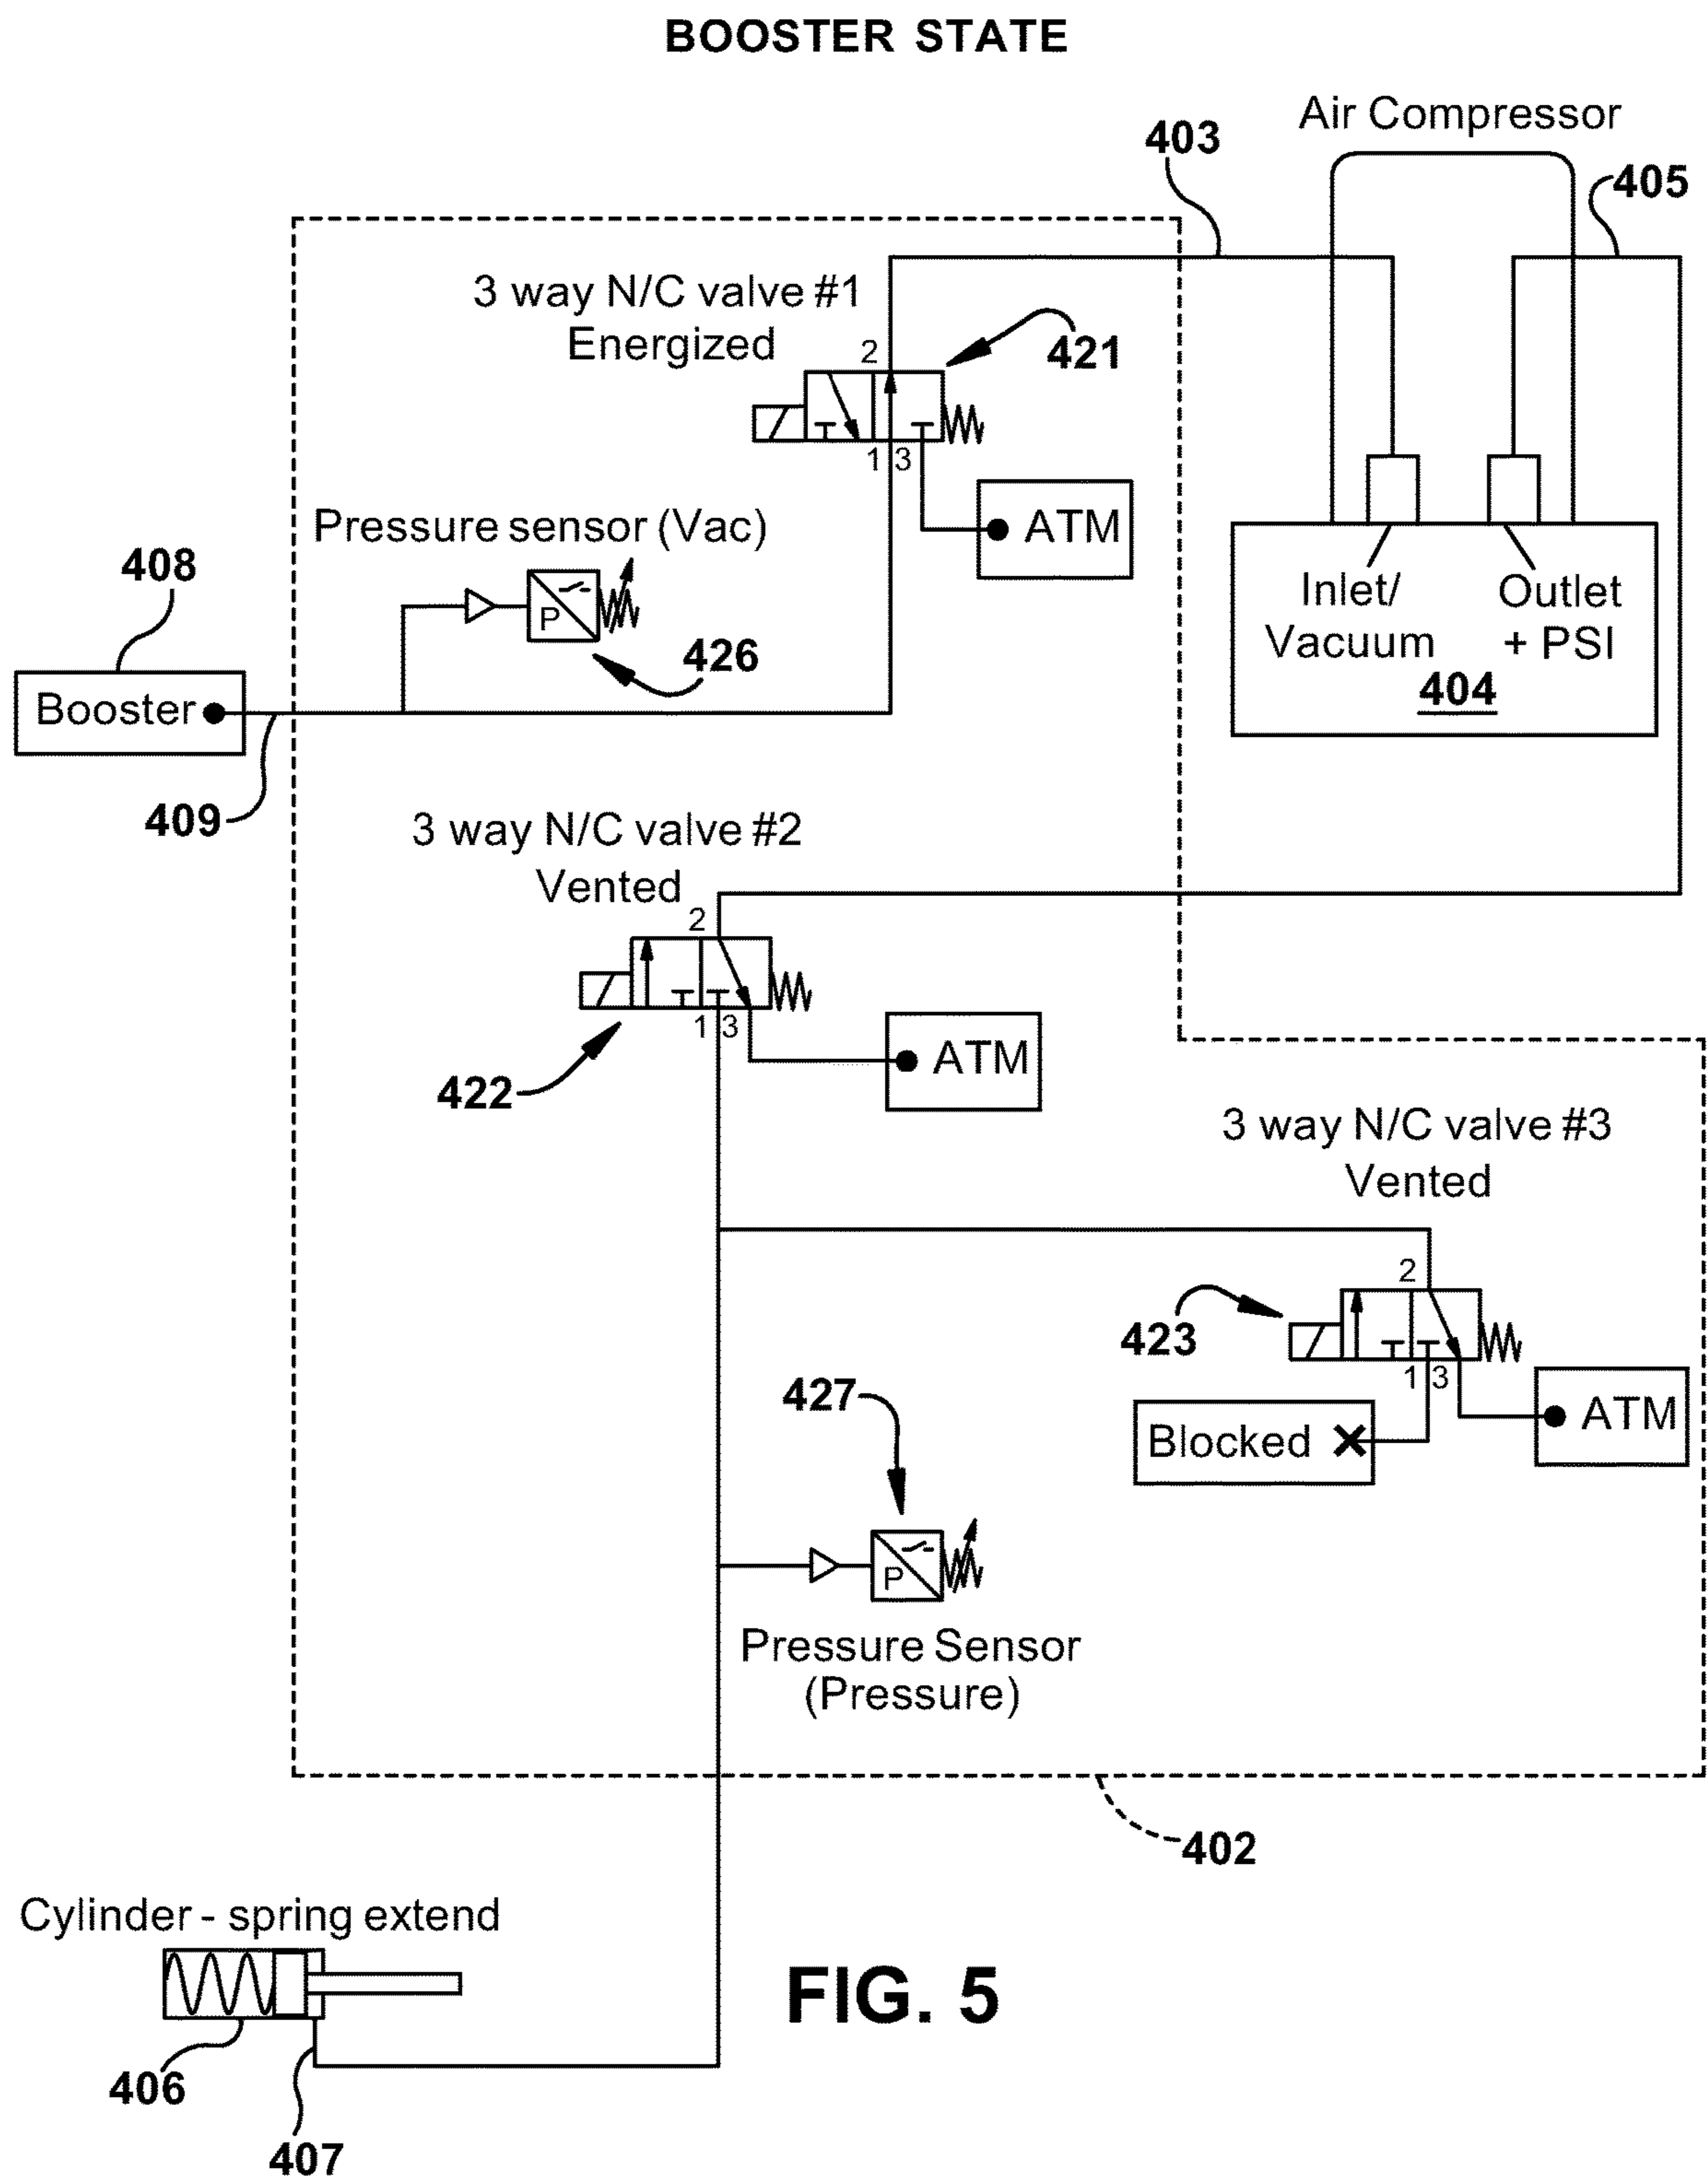 BOOSTER STATE
Air Compressor
403
405
3 way N/C valve #1
Energized
421
2
1
3
ATM
Pressure sensor (Vac)
408
P
426
Inlet/
Vacuum
Outlet
+ PSI
404
Booster
409
3 way N/C valve #2
Vented
2
1
3
422
ATM
3 way N/C valve #3
Vented
2
423
1
3
427
Blocked
ATM
P
Pressure Sensor
(Pressure)
402
Cylinder - spring extend
FIG. 5
406
407